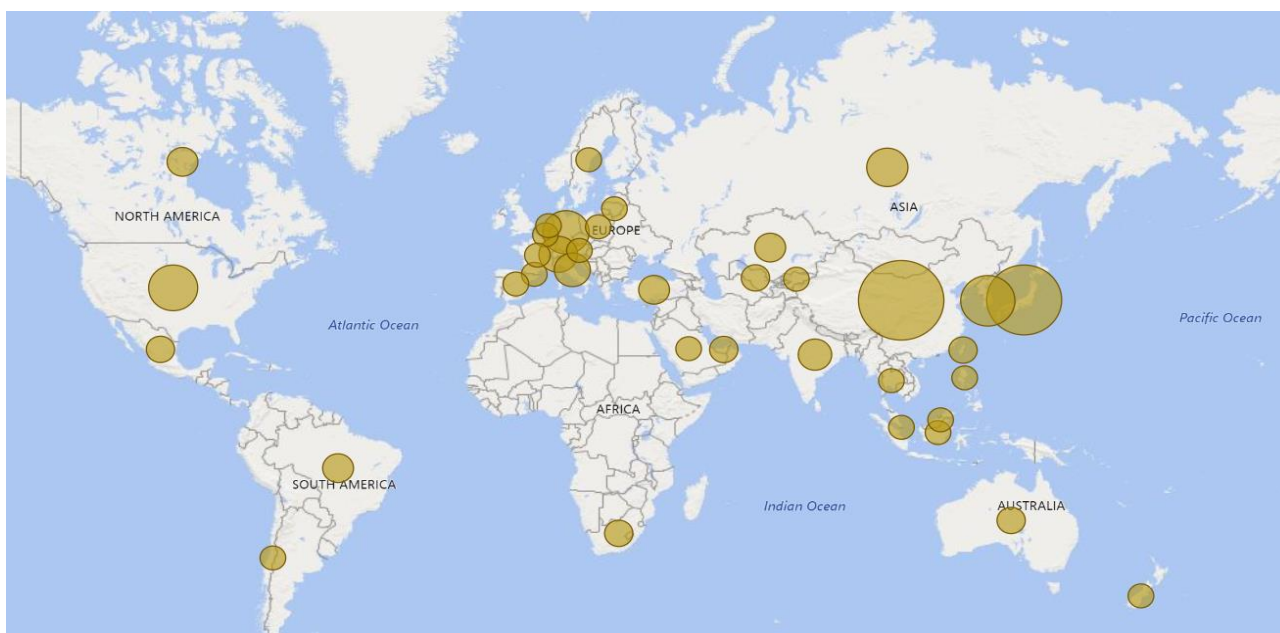 ASIA
NORTH AMERICA
EUROPE
Atlantic Ocean
Pacific Ocean
AFRICA
SOUTH AMERICA
Indian Ocean
AUSTRALIA